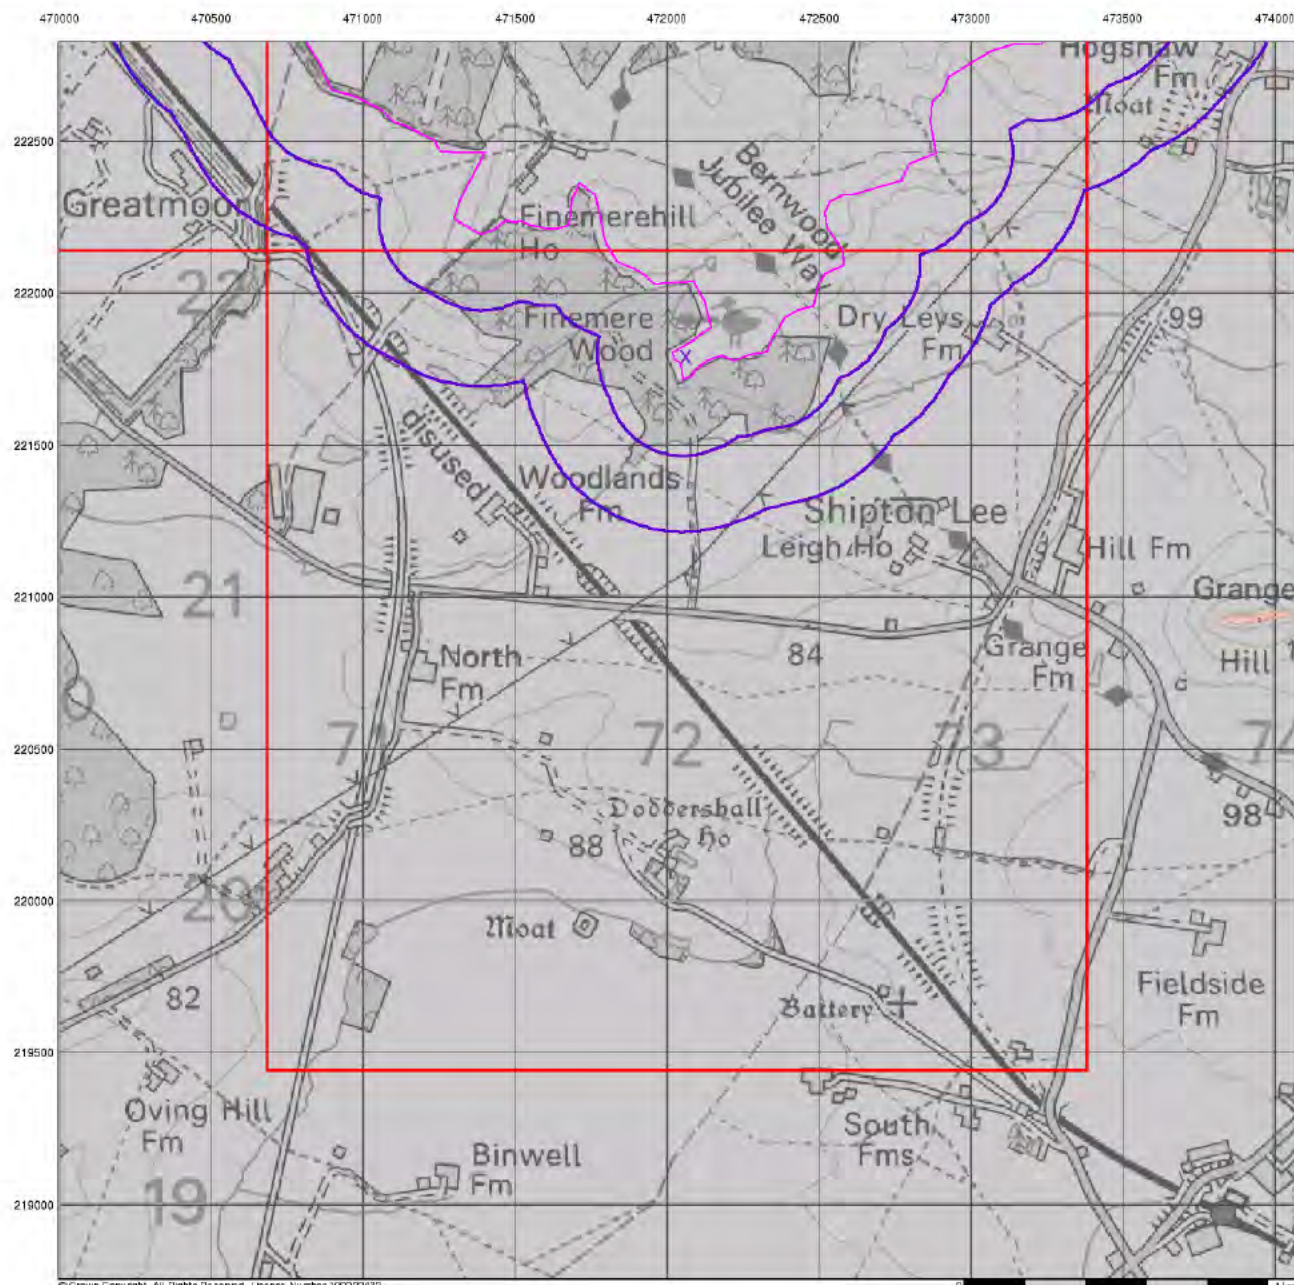 470000 470500 471000 471500 472000 472500 473000 473500 474000
Hogshaw
Fm
Moat
222500
Bernwood
Jubilee Way
Greatmoor
Finemerehill
Ho
22
222000
Finemere
Wood
Dry Leys
Fm
99
X
221500
disused
Woodlands
Fm
Shipton Lee
Leigh Ho
Hill Fm
21
221000
Grange
North
Fm
84
Grange
Fm
Hill
220500
71
72
73
74
98
Doddershall
Ho
88
20
220000
Moat
82
Battery
Fieldside
Fm
219500
Oving Hill
Fm
South
Fms
Binwell
Fm
19
219000